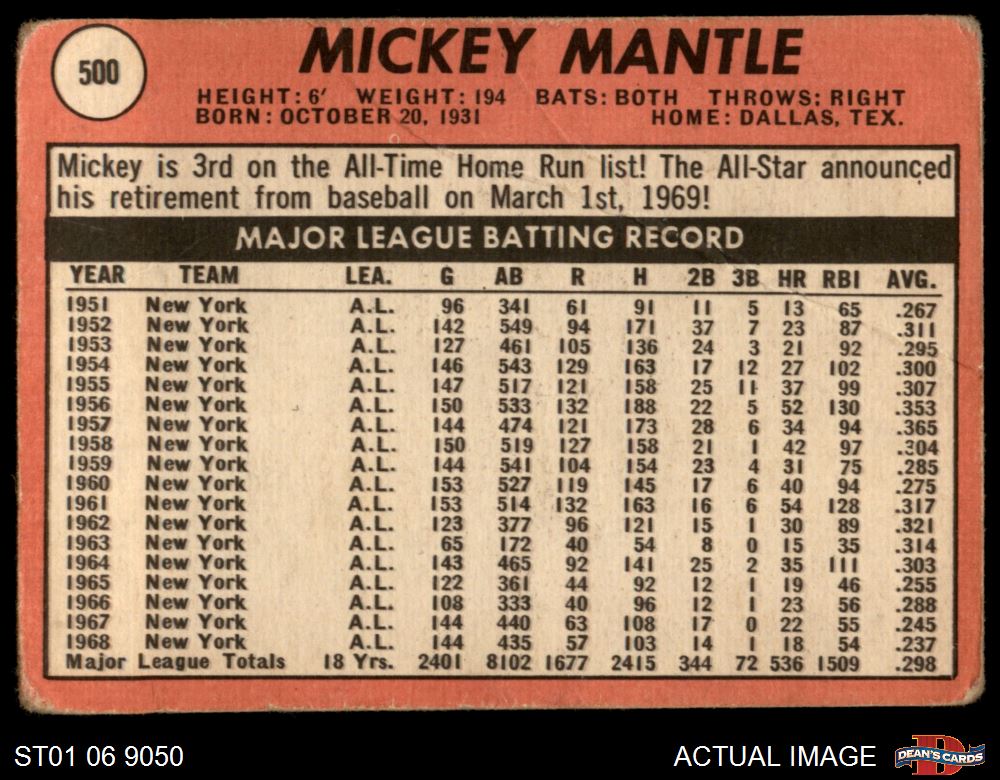 500
MICKEY MANTLE
HEIGHT: 6' WEIGHT: 194 BATS: BOTH THROWS: RIGHT
BORN: OCTOBER 20, 1931 HOME: DALLAS, TEX.
Mickey is 3rd on the All-Time Home Run list! The All-Star announced
his retirement from baseball on March 1st, 1969!
MAJOR LEAGUE BATTING RECORD
YEAR TEAM LEA. G AB R H 2B 3B HR RBI AVG.
1951 New York A.L. 96 341 61 91 11 5 13 65 .267
1952 New York A.L. 142 549 94 171 37 7 23 87 .311
1953 New York A.L. 127 461 105 136 24 3 21 92 .295
1954 New York A.L. 146 543 129 163 17 12 27 102 .300
1955 New York A.L. 147 517 121 158 25 11 37 99 .307
1956 New York A.L. 150 533 132 188 22 5 52 130 .353
1957 New York A.L. 144 474 121 173 28 6 34 94 .365
1958 New York A.L. 150 519 127 158 21 1 42 97 .304
1959 New York A.L. 144 541 104 154 23 4 31 75 .285
1960 New York A.L. 153 527 119 145 17 6 40 94 .275
1961 New York A.L. 153 514 132 163 16 6 54 128 .317
1962 New York A.L. 123 377 96 121 15 1 30 89 .321
1963 New York A.L. 65 172 40 54 8 0 15 35 .314
1964 New York A.L. 143 465 92 141 25 2 35 111 .303
1965 New York A.L. 122 361 44 92 12 1 19 46 .255
1966 New York A.L. 108 333 40 96 12 1 23 56 .288
1967 New York A.L. 144 440 63 108 17 0 22 55 .245
1968 New York A.L. 144 435 57 103 14 1 18 54 .237
Major League Totals 18 Yrs. 2401 8102 1677 2415 344 72 536 1509 .298
ST01 06 9050 ACTUAL IMAGE D DEAN'S CARDS